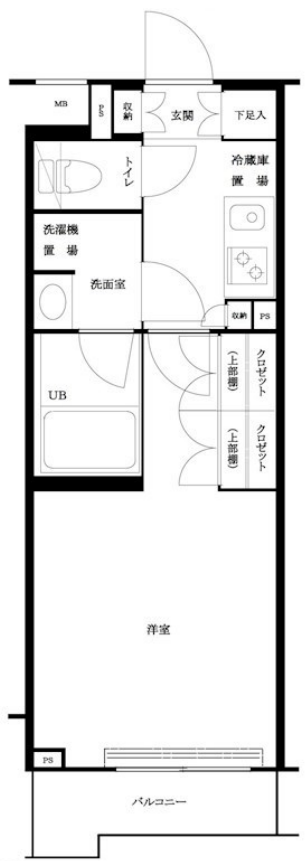 MB
PS
収納
玄関
下足入
トイレ
冷蔵庫
置場
洗濯機
置場
洗面室
収納
PS
UB
クロゼット
(上部棚)
クロゼット
(上部棚)
洋室
PS
バルコニー